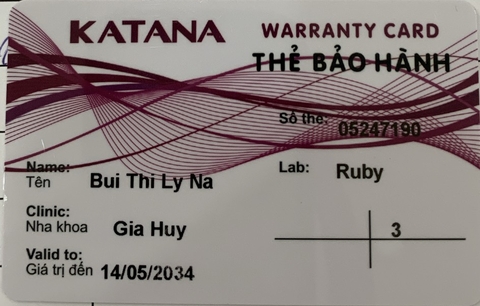 KATANA
WARRANTY CARD
THẺ BẢO HÀNH
Số thẻ: 05247190
Name:
Tên Bui Thi Ly Na
Lab: Ruby
Clinic:
Nha khoa Gia Huy
3
Valid to:
Giá trị đến 14/05/2034